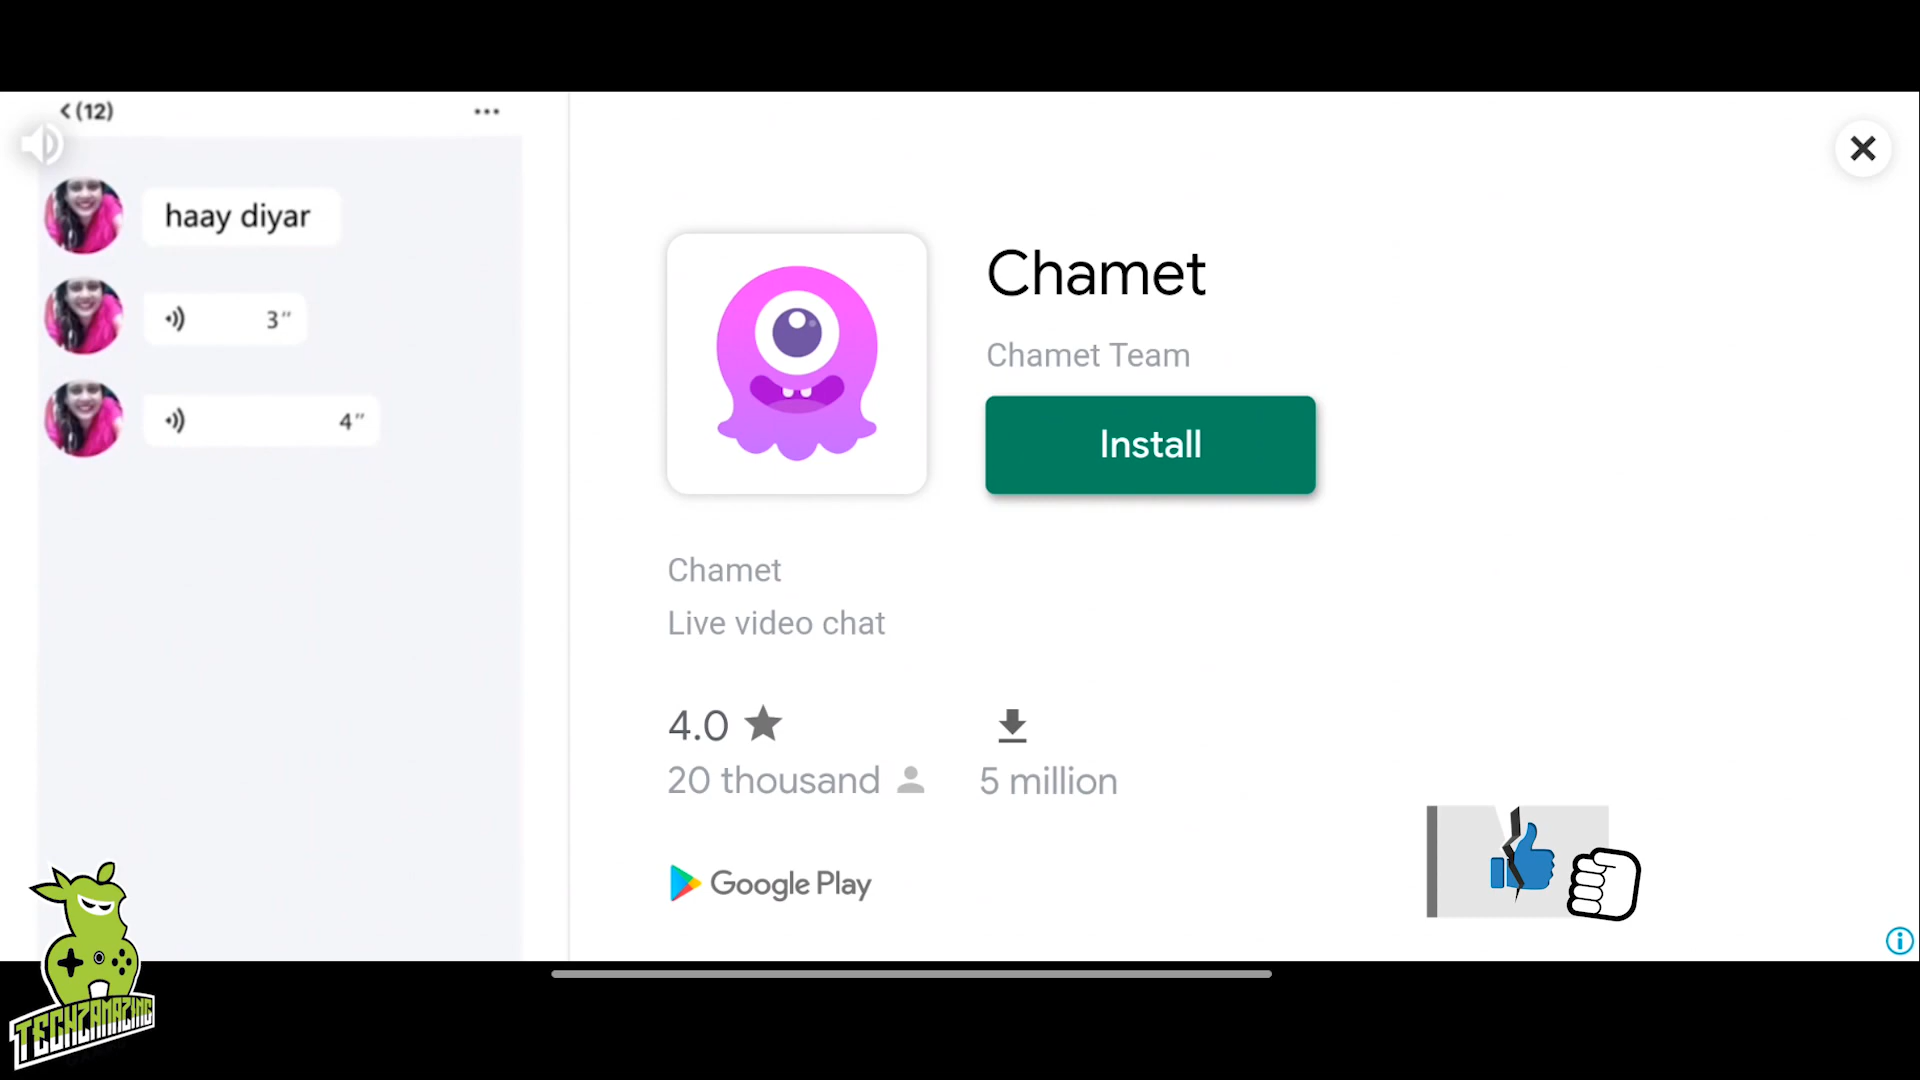 (12)
haay diyar
3"
4"
Chamet
Chamet Team
Install
Chamet
Live video chat
4.0
20 thousand
5 million
Google Play
TECHZAMAZING